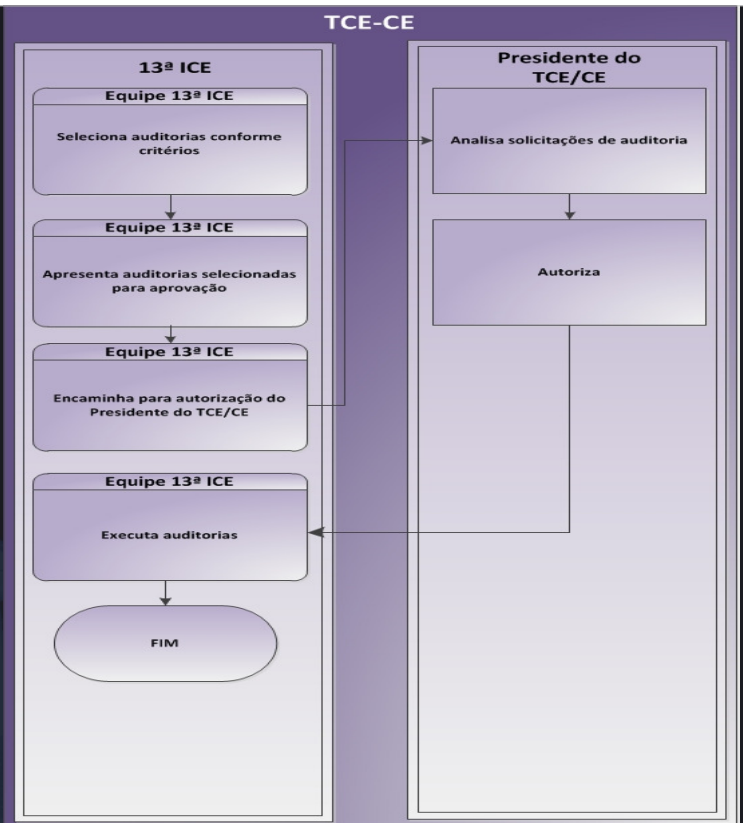 TCE-CE
13ª ICE
Equipe 13ª ICE
Seleciona auditorias conforme
critérios
Equipe 13ª ICE
Apresenta auditorias selecionadas
para aprovação
Equipe 13ª ICE
Encaminha para autorização do
Presidente do TCE/CE
Equipe 13ª ICE
Executa auditorias
FIM
Presidente do
TCE/CE
Analisa solicitações de auditoria
Autoriza